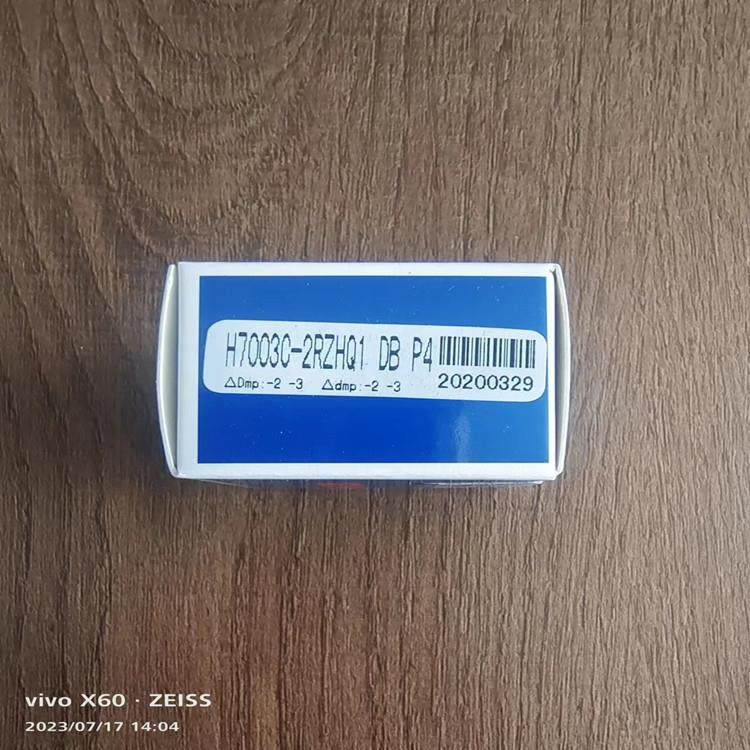 H7003C-2RZHQ1 DB P4
△Dmp:-2 -3 △dmp:-2 -3 20200329
vivo X60 · ZEISS
2023/07/17 14:04